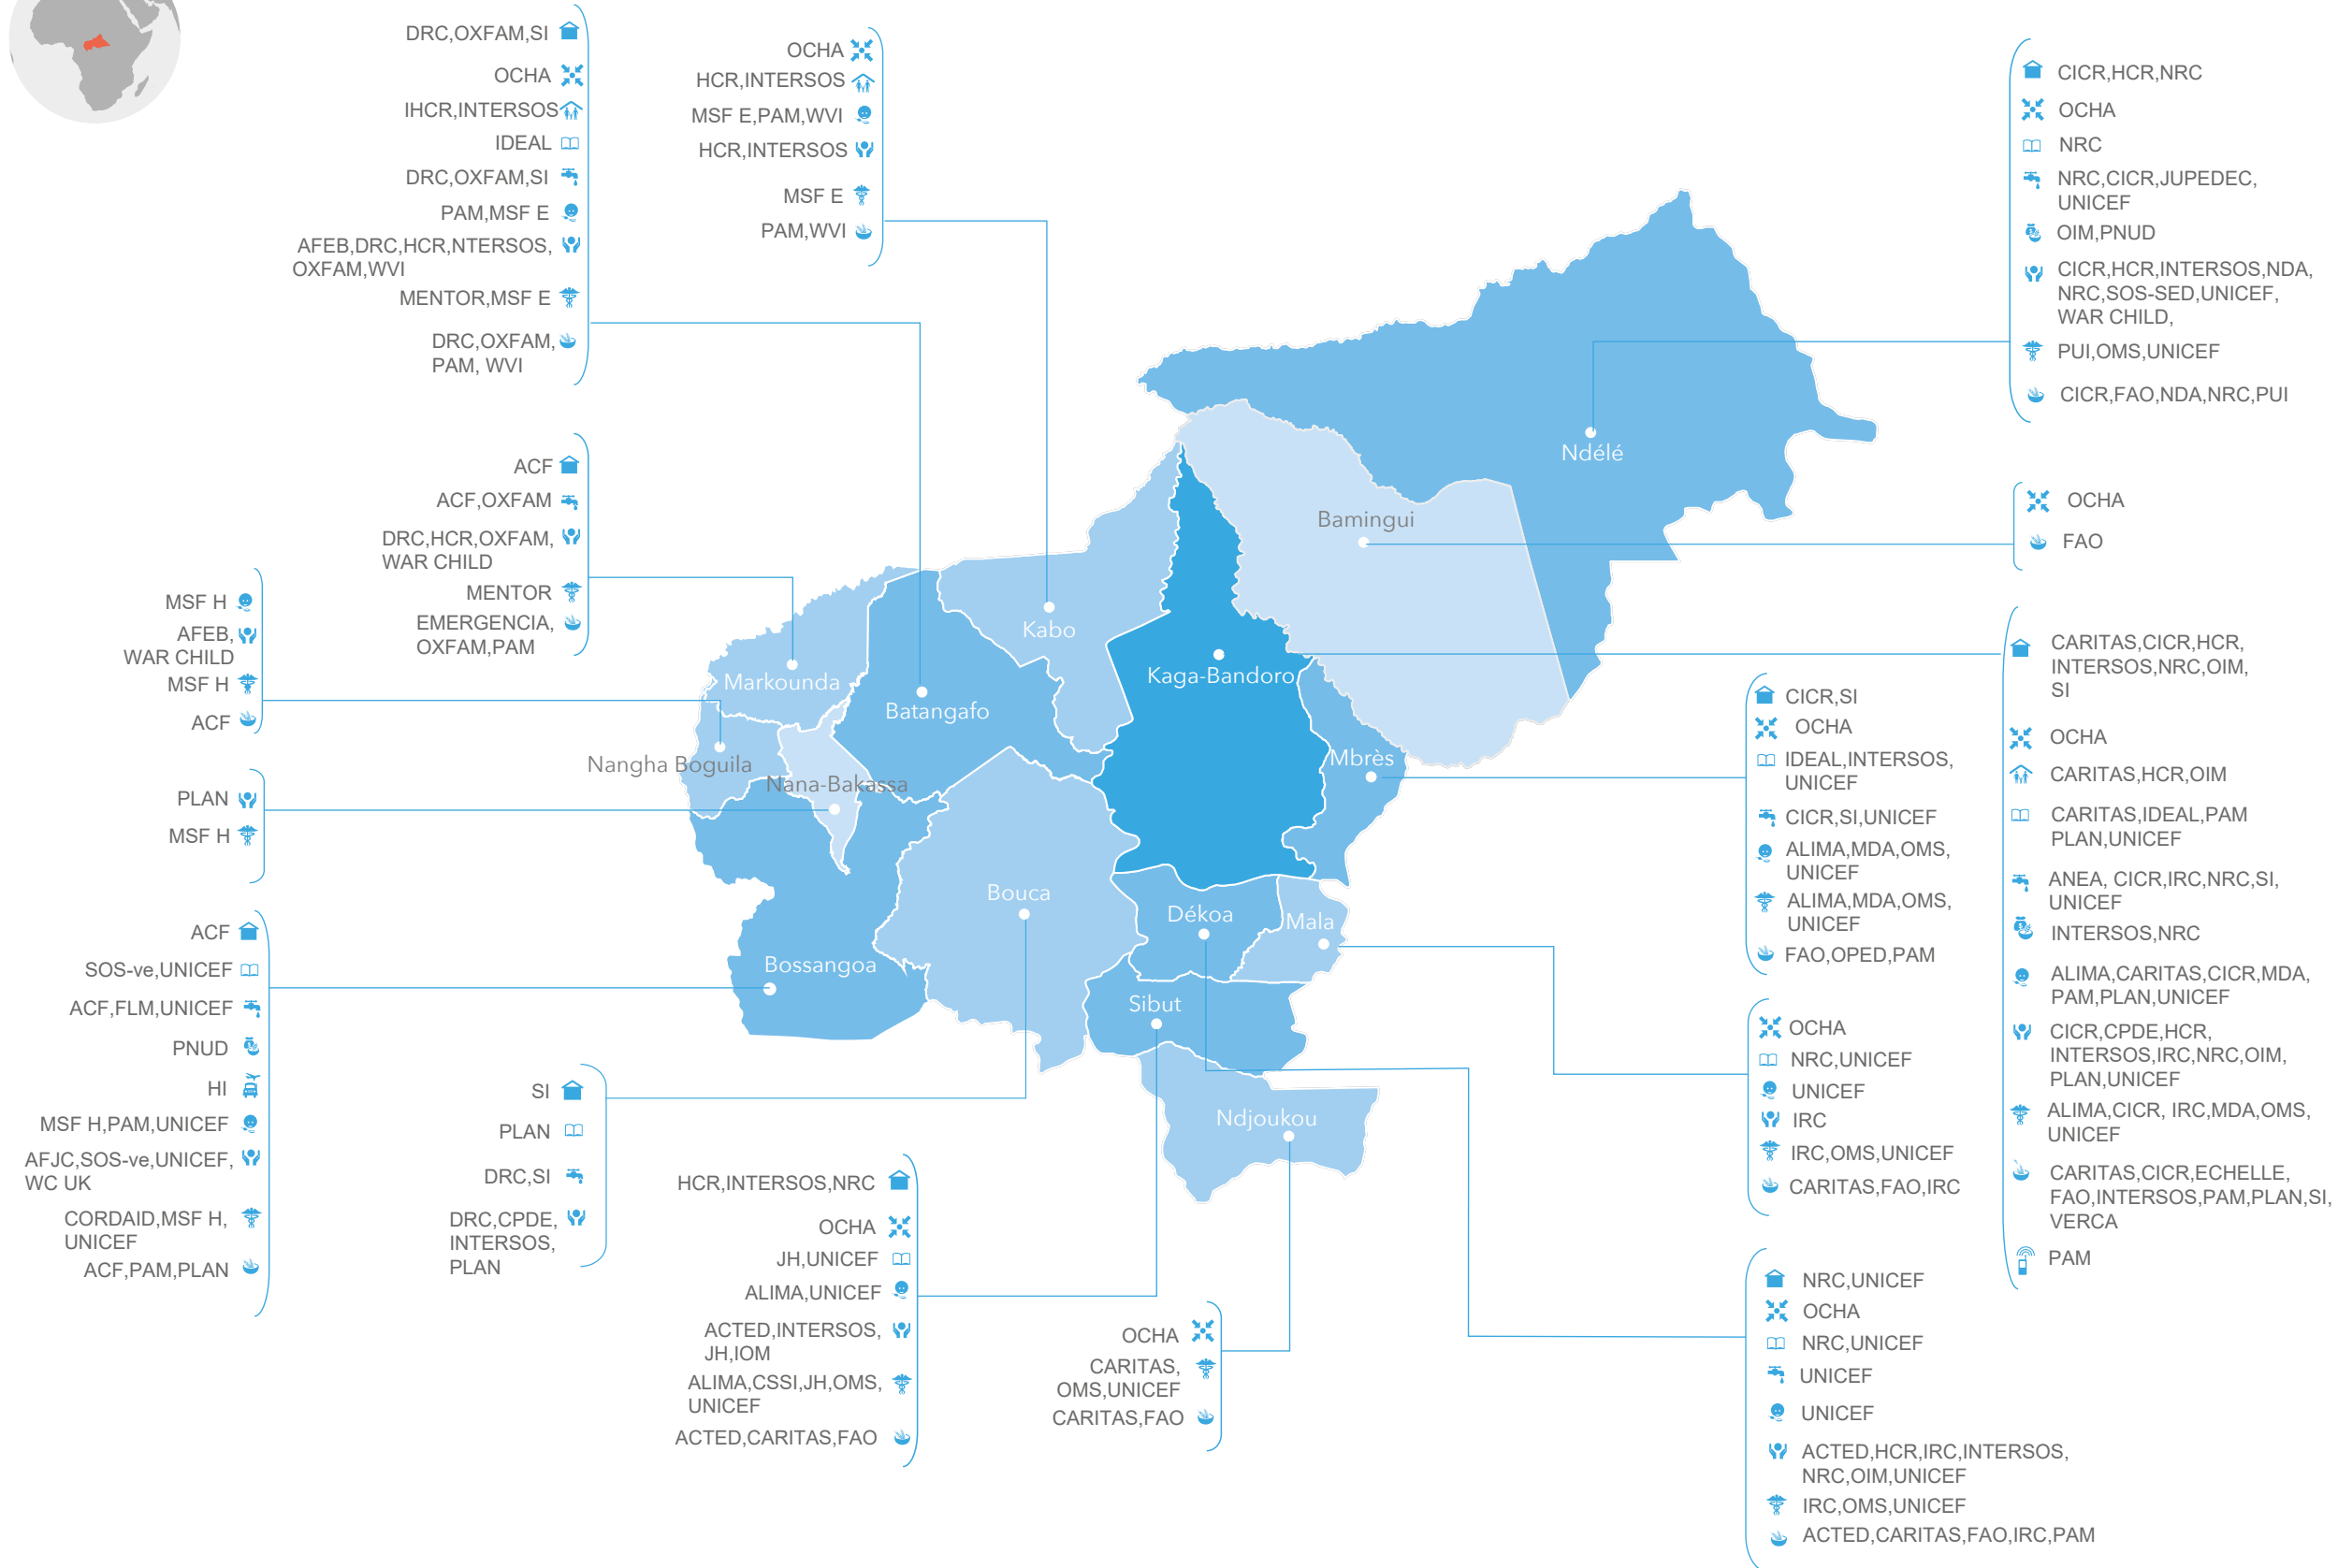 DRC,OXFAM,SI
OCHA
IHCR,INTERSOS
IDEAL
DRC,OXFAM,SI
PAM,MSF E
AFEB,DRC,HCR,NTERSOS,
OXFAM,WVI
MENTOR,MSF E
DRC,OXFAM,
PAM, WVI
OCHA
HCR,INTERSOS
MSF E,PAM,WVI
HCR,INTERSOS
MSF E
PAM,WVI
CICR,HCR,NRC
OCHA
NRC
NRC,CICR,JUPEDEC,
UNICEF
OIM,PNUD
CICR,HCR,INTERSOS,NDA,
NRC,SOS-SED,UNICEF,
WAR CHILD,
PUI,OMS,UNICEF
CICR,FAO,NDA,NRC,PUI
ACF
ACF,OXFAM
DRC,HCR,OXFAM,
WAR CHILD
MENTOR
EMERGENCIA,
OXFAM,PAM
OCHA
FAO
MSF H
AFEB,
WAR CHILD
MSF H
ACF
PLAN
MSF H
ACF
SOS-ve,UNICEF
ACF,FLM,UNICEF
PNUD
HI
MSF H,PAM,UNICEF
AFJC,SOS-ve,UNICEF,
WC UK
CORDAID,MSF H,
UNICEF
ACF,PAM,PLAN
Ndélé
Bamingui
Kabo
Kaga-Bandoro
Markounda
Batangafo
Nangha Boguila
Nana-Bakassa
Mbrès
Bouca
Dékoa
Mala
Bossangoa
Sibut
Ndjoukou
SI
PLAN
DRC,SI
DRC,CPDE,
INTERSOS,
PLAN
HCR,INTERSOS,NRC
OCHA
JH,UNICEF
ALIMA,UNICEF
ACTED,INTERSOS,
JH,IOM
ALIMA,CSSI,JH,OMS,
UNICEF
ACTED,CARITAS,FAO
OCHA
CARITAS,
OMS,UNICEF
CARITAS,FAO
CICR,SI
OCHA
IDEAL,INTERSOS,
UNICEF
CICR,SI,UNICEF
ALIMA,MDA,OMS,
UNICEF
ALIMA,MDA,OMS,
UNICEF
FAO,OPED,PAM
OCHA
NRC,UNICEF
UNICEF
IRC
IRC,OMS,UNICEF
CARITAS,FAO,IRC
NRC,UNICEF
OCHA
NRC,UNICEF
UNICEF
UNICEF
ACTED,HCR,IRC,INTERSOS,
NRC,OIM,UNICEF
IRC,OMS,UNICEF
ACTED,CARITAS,FAO,IRC,PAM
CARITAS,CICR,HCR,
INTERSOS,NRC,OIM,
SI
OCHA
CARITAS,HCR,OIM
CARITAS,IDEAL,PAM
PLAN,UNICEF
ANEA, CICR,IRC,NRC,SI,
UNICEF
INTERSOS,NRC
ALIMA,CARITAS,CICR,MDA,
PAM,PLAN,UNICEF
CICR,CPDE,HCR,
INTERSOS,IRC,NRC,OIM,
PLAN,UNICEF
ALIMA,CICR, IRC,MDA,OMS,
UNICEF
CARITAS,CICR,ECHELLE,
FAO,INTERSOS,PAM,PLAN,SI,
VERCA
PAM